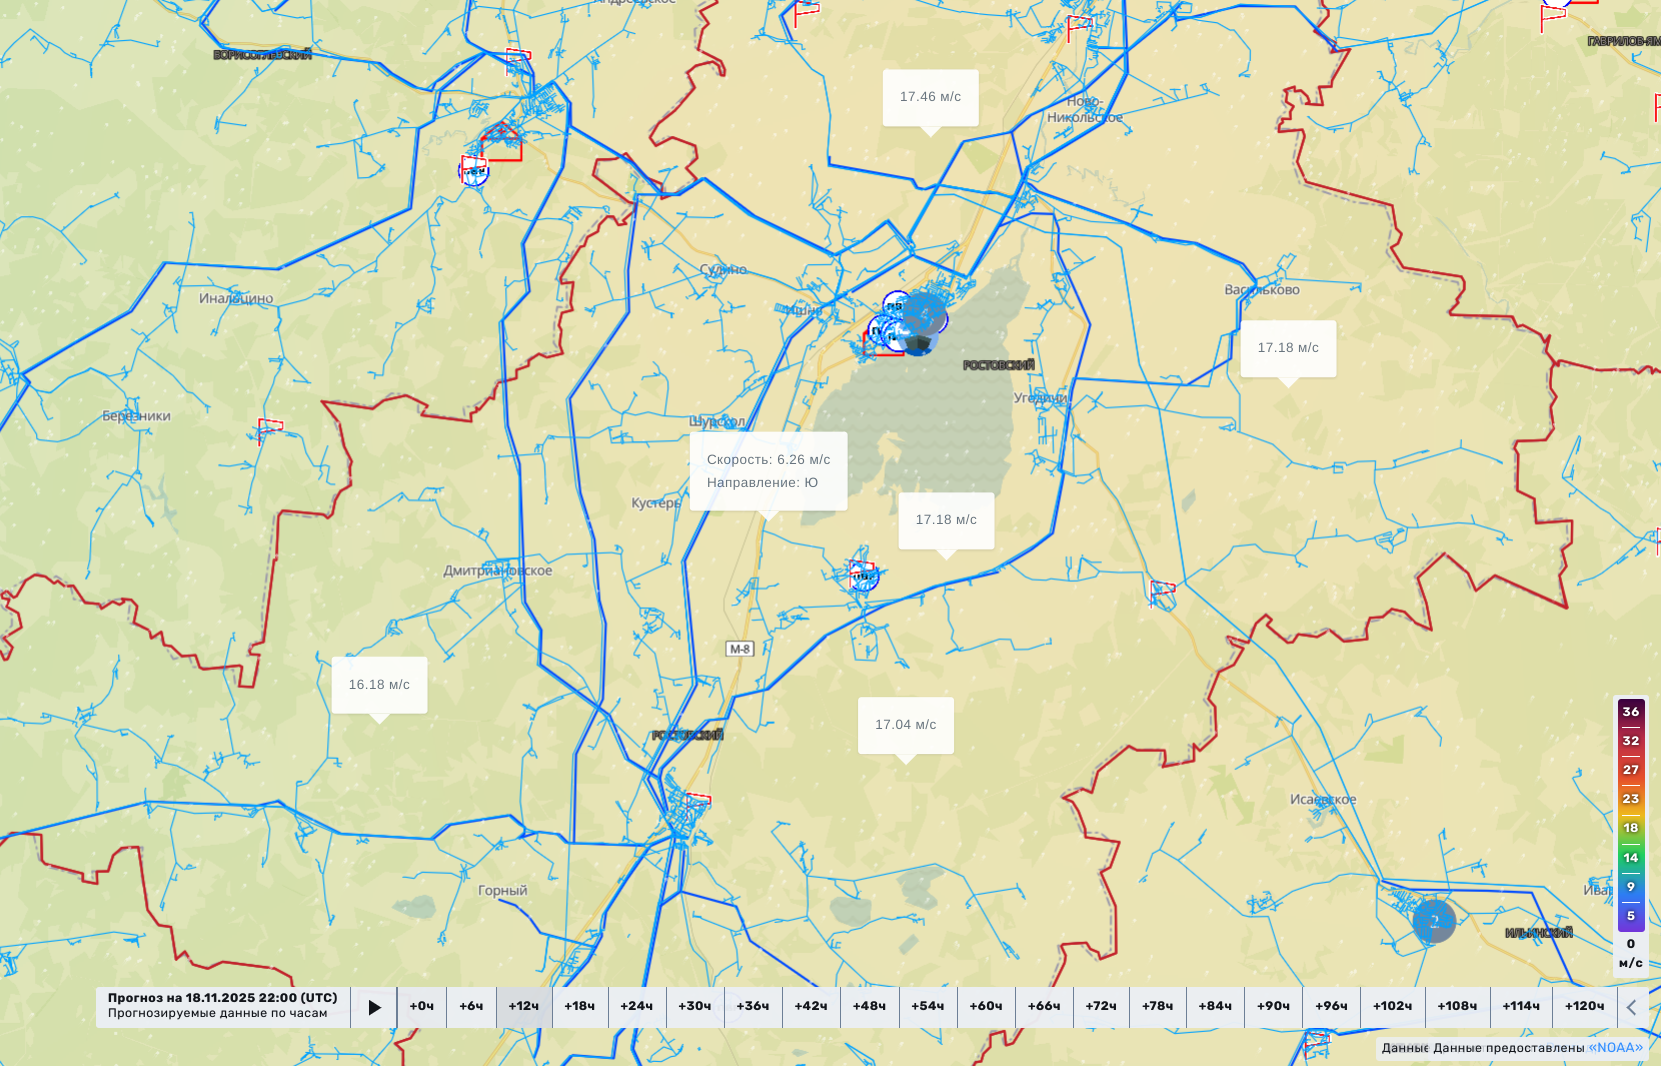 Андреевское
БОРИСОГЛЕБСКИЙ
ГАВРИЛОВ-ЯМ
17.46 м/с
Ново-
Никольское
Судино
Инальцино
Ишня
Васильково
17.18 м/с
РОСТОВСКИЙ
Угодичи
Березники
Шурскол
Скорость: 6.26 м/с
Направление: Ю
Кустерь
17.18 м/с
Дмитриановское
М-8
16.18 м/с
17.04 м/с
РОСТОВСКИЙ
36
32
27
23
18
14
9
5
0
м/с
Исаевское
Горный
Ива
ИЛЬИНСКИЙ
Прогноз на 18.11.2025 22:00 (UTC)
Прогнозируемые данные по часам
+0ч +6ч +12ч +18ч +24ч +30ч +36ч +42ч +48ч +54ч +60ч +66ч +72ч +78ч +84ч +90ч +96ч +102ч +108ч +114ч +120ч
Данные Данные предоставлены «NOAA»